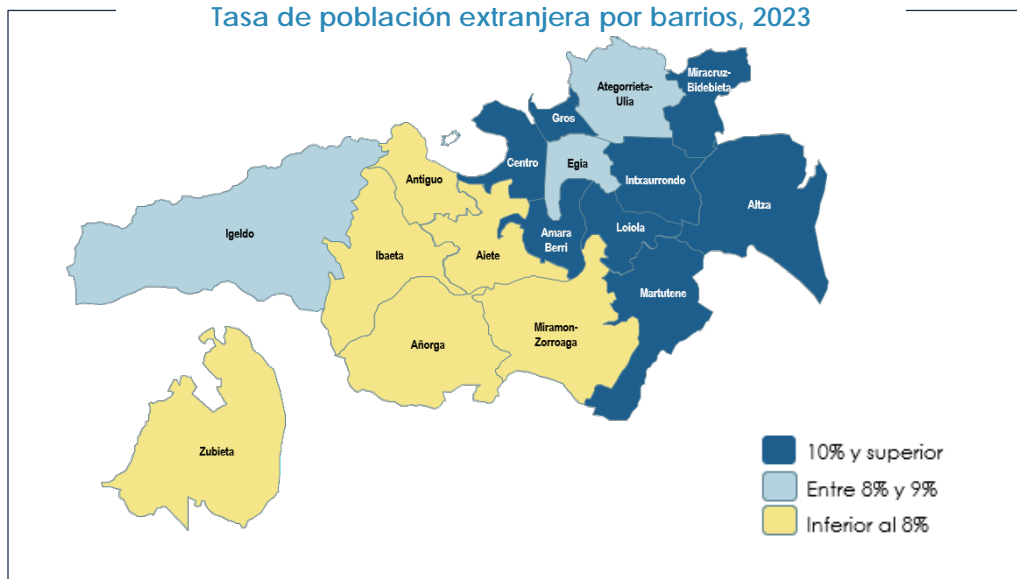 Tasa de población extranjera por barrios, 2023
Miracruz-
Bidebieta
Ategorrieta-
Ulia
Gros
Centro
Egia
Intxaurrondo
Antiguo
Altza
Igeldo
Amara
Berri
Loiola
Ibaeta
Aiete
Martutene
Miramon-
Zorroaga
Añorga
Zubieta
10% y superior
Entre 8% y 9%
Inferior al 8%